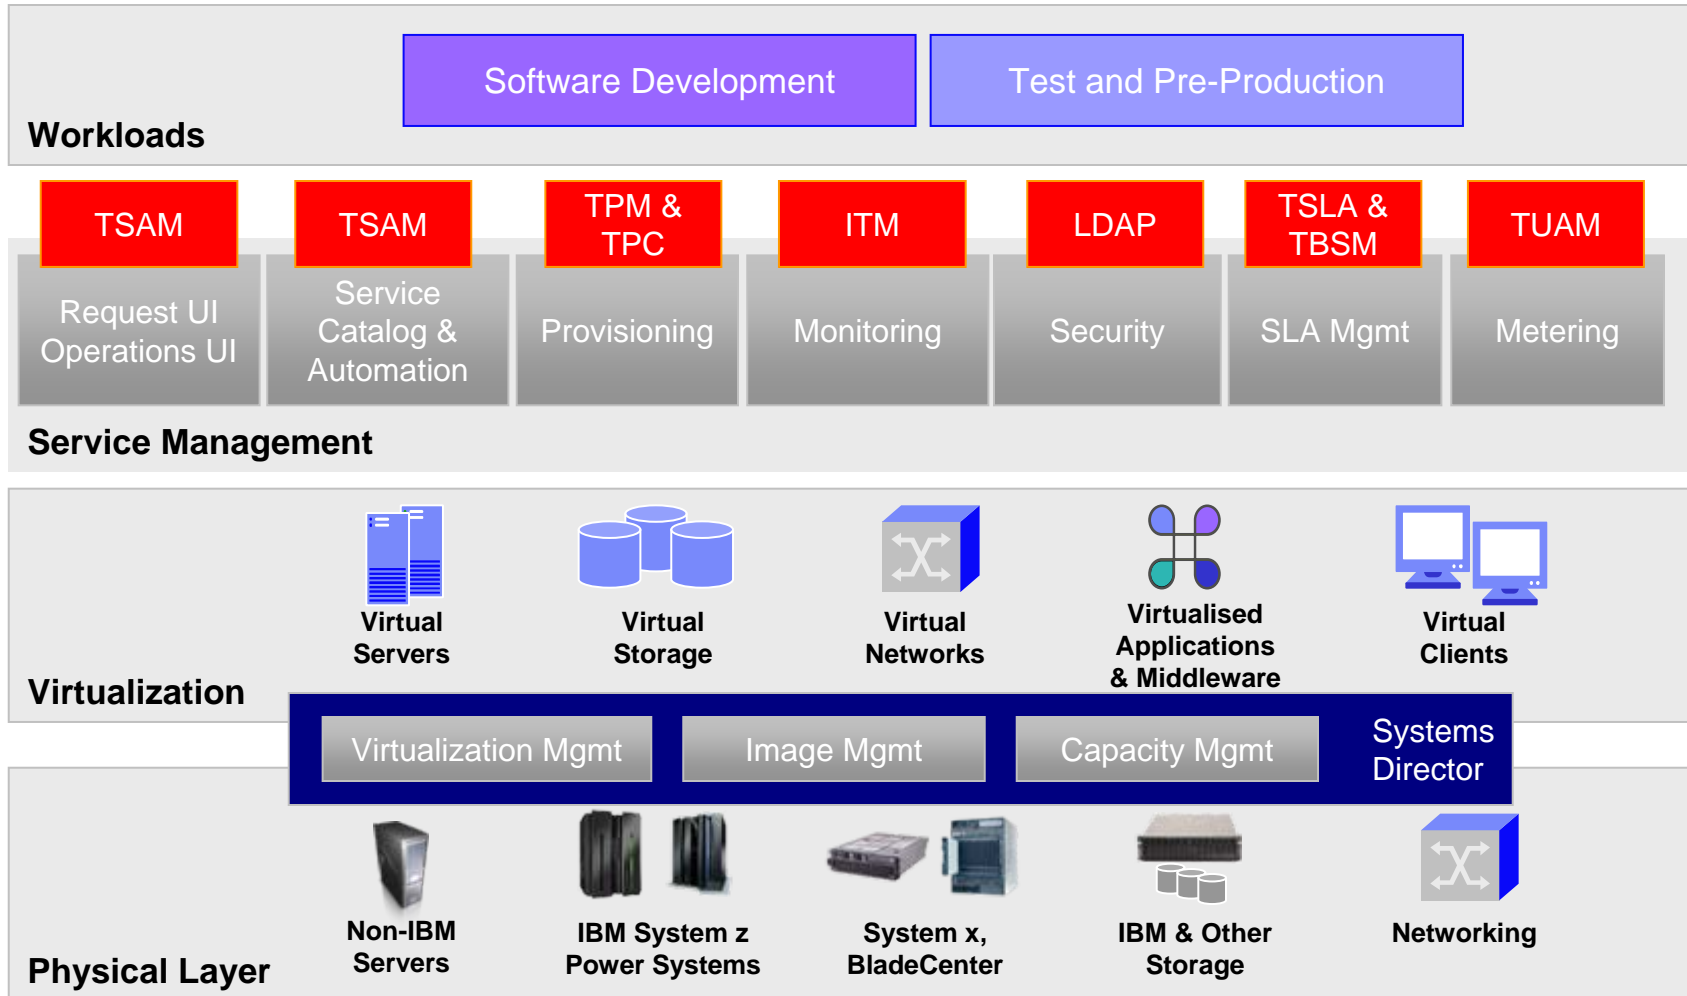 Software Development
Test and Pre-Production
Workloads
TSAM
TSAM
TPM &
TPC
ITM
LDAP
TSLA &
TBSM
TUAM
Request UI
Operations UI
Service
Catalog &
Automation
Provisioning
Monitoring
Security
SLA Mgmt
Metering
Service Management
Virtual
Servers
Virtual
Storage
Virtual
Networks
Virtualised
Applications
& Middleware
Virtual
Clients
Virtualization
Virtualization Mgmt
Image Mgmt
Capacity Mgmt
Systems
Director
Non-IBM
Servers
IBM System z
Power Systems
System x,
BladeCenter
IBM & Other
Storage
Networking
Physical Layer